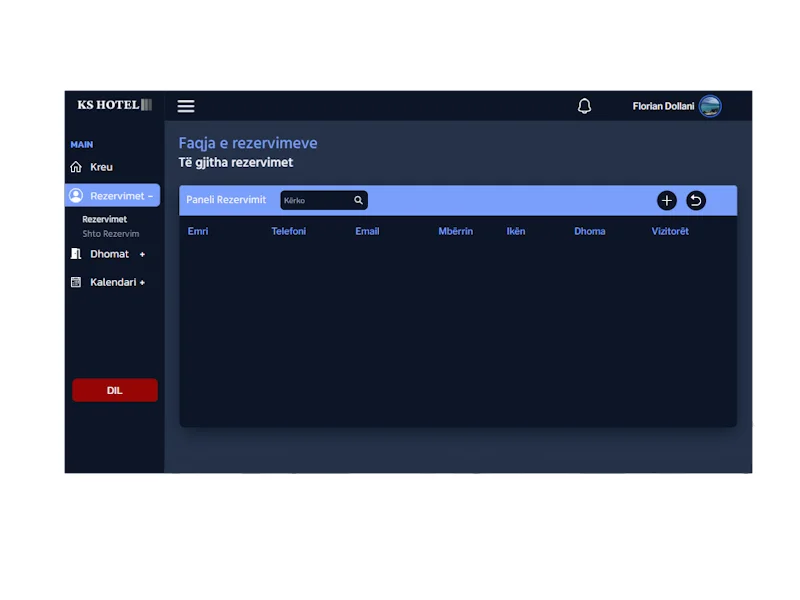 KS HOTEL
Florian Dollani
MAIN
Kreu
Rezervimet –
Rezervimet
Shto Rezervim
Dhomat +
Kalendari +
DIL
Faqja e rezervimeve
Të gjitha rezervimet
Paneli Rezervimit
Kërko
Emri Telefoni Email Mbërrin Ikën Dhoma Vizitorët